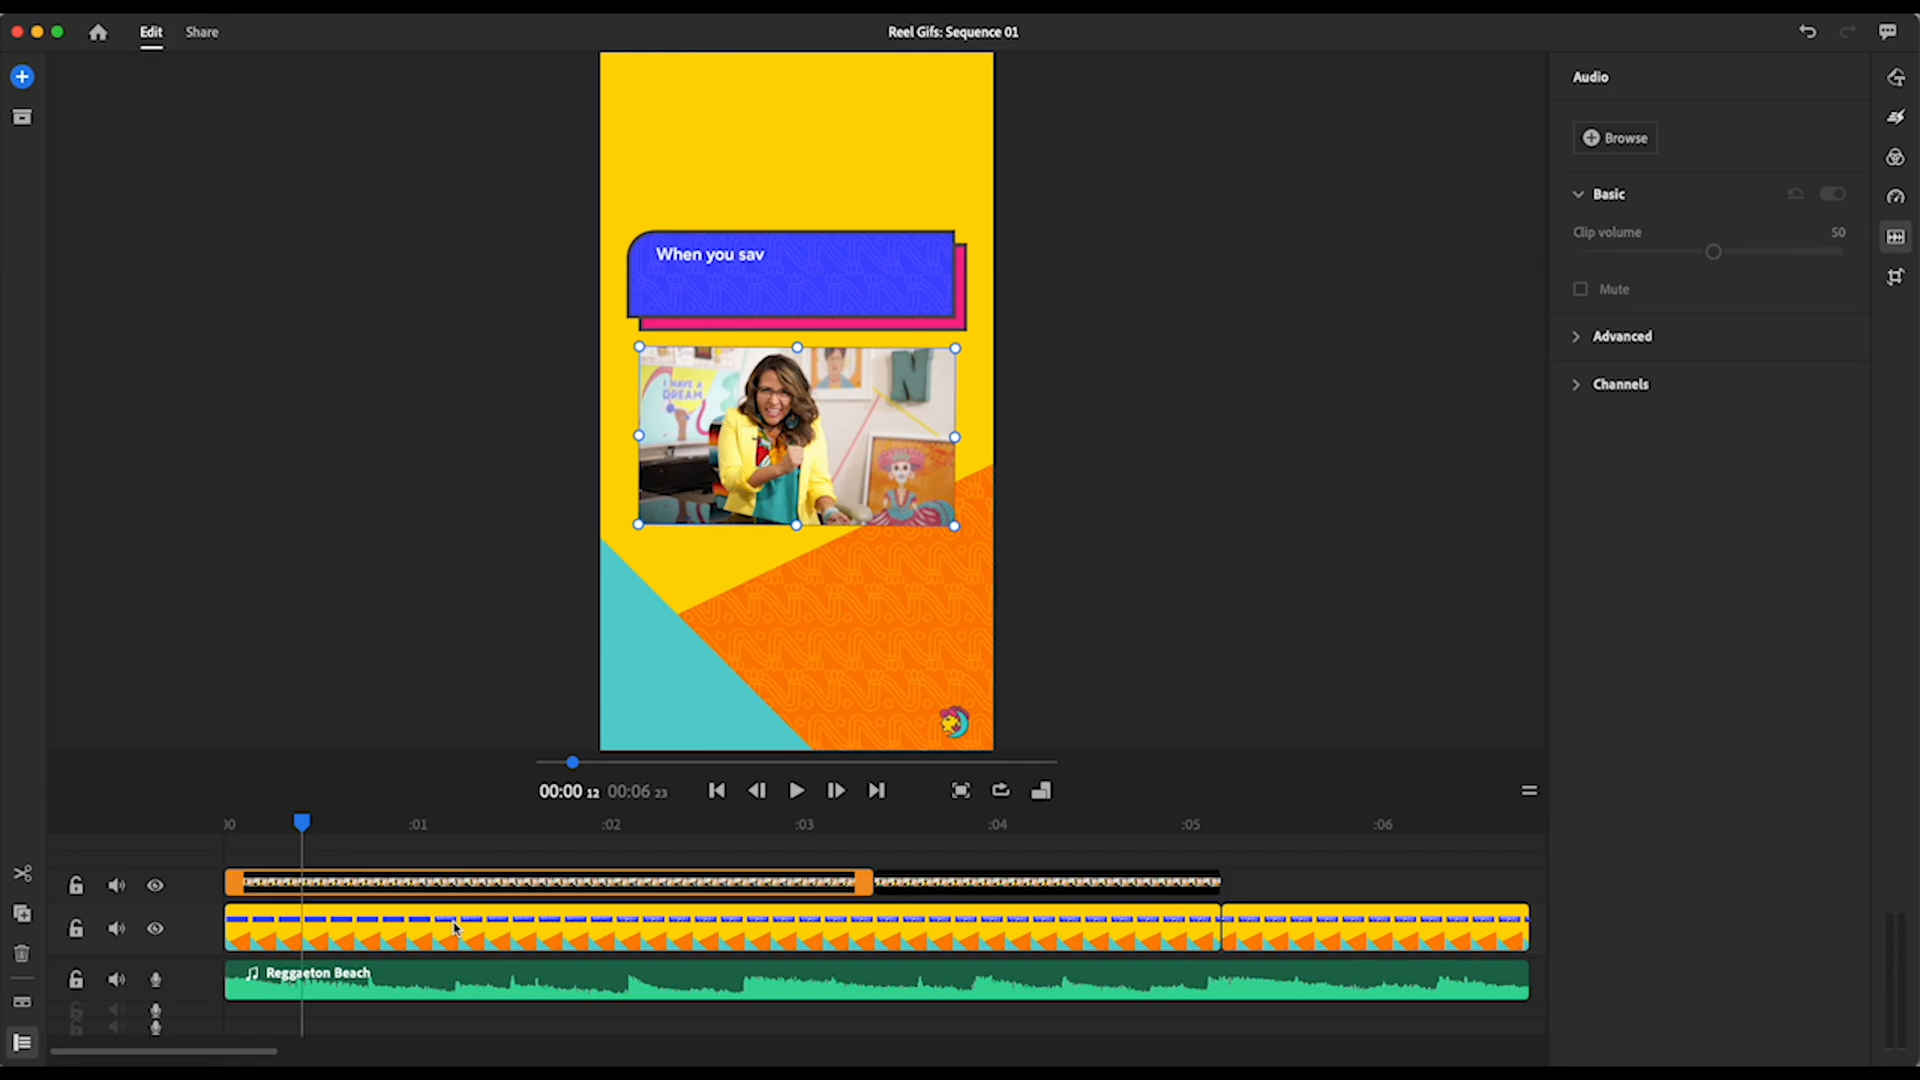 Edit
Share
Reel Gifs: Sequence 01
Audio
Browse
Basic
Clip volume
50
Mute
Advanced
Channels
When you sav
I HAVE A
DREAM
N
00:00 12
00:06 23
:00
:01
:02
:03
:04
:05
:06
Reggaeton Beach